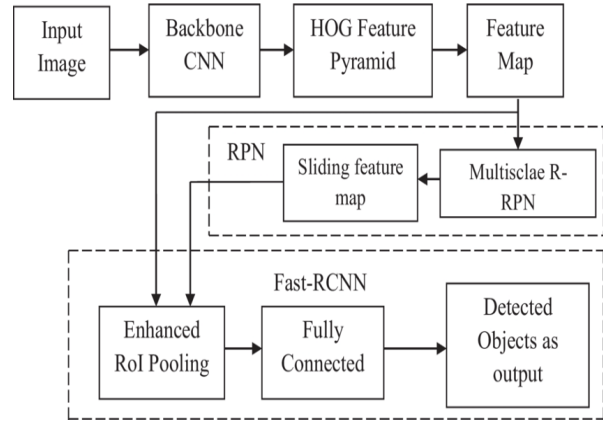 Input
Image
Backbone
CNN
HOG Feature
Pyramid
Feature
Map
RPN
Sliding feature
map
Multisclae R-
RPN
Fast-RCNN
Enhanced
RoI Pooling
Fully
Connected
Detected
Objects as
output